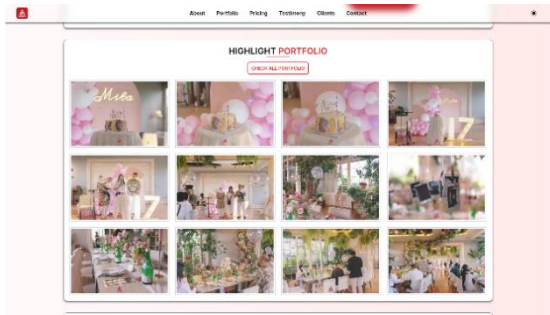 About Portfolio Pricing Testimony Clients Contact
HIGHLIGHT PORTFOLIO
CHECK ALL PORTFOLIO
Mila
17